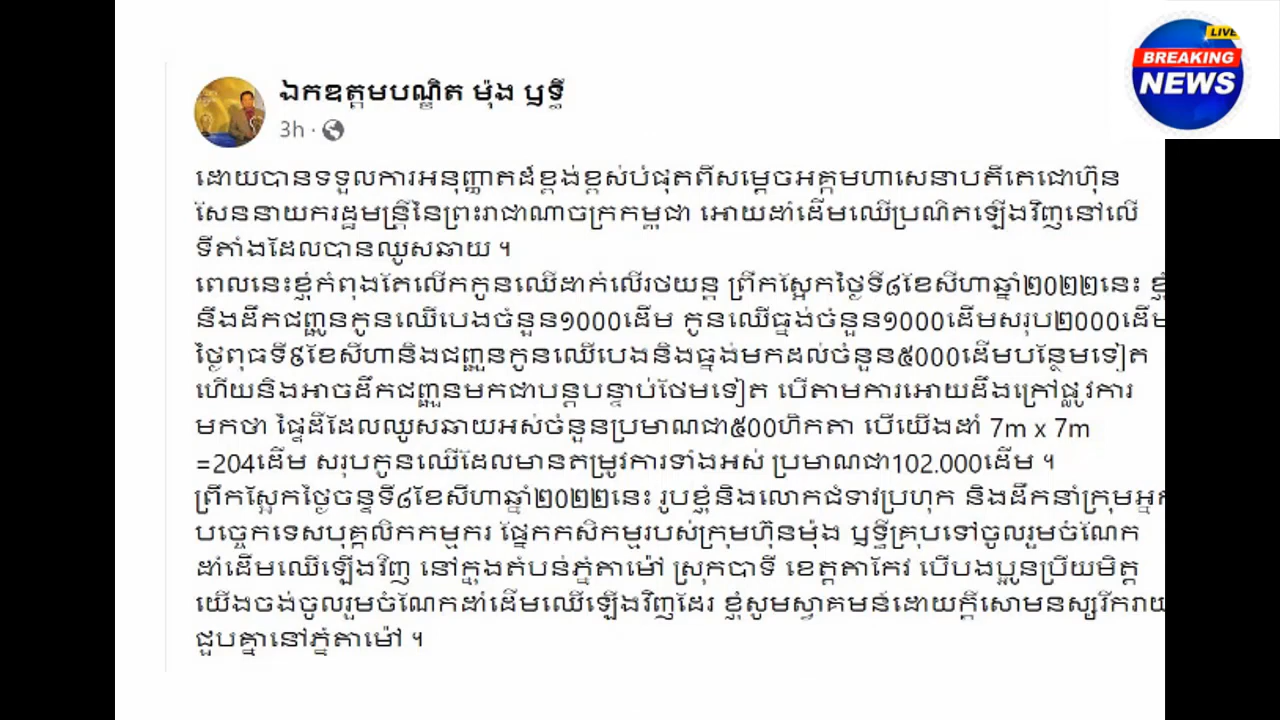 LIVE
BREAKING
NEWS
ឯកឧត្តមបណ្ឌិត ម៉ុង ឫទ្ធី
3h ·
ដោយបានទទួលការអនុញ្ញាតដ៏ខ្ពង់ខ្ពស់បំផុតពីសម្តេចអគ្គមហាសេនាបតីតេជោហ៊ុន
សែននាយករដ្ឋមន្ត្រីនៃព្រះរាជាណាចក្រកម្ពុជា អោយដាំដើមឈើប្រណិតឡើងវិញនៅលើ
ទីតាំងដែលបានឈូសឆាយ ។
ពេលនេះខ្ញុំកំពុងតែលើកកូនឈើដាក់លើរថយន្ត ព្រឹកស្អែកថ្ងៃទី៨ខែសីហាឆ្នាំ២០២២នេះ ខ្ញុំ
នឹងដឹកជញ្ជូនកូនឈើបេងចំនួន១000ដើម កូនឈើធ្នង់ចំនួន១000ដើមសរុប២000ដើម
ថ្ងៃពុធទី៩ខែសីហានិងជញ្ជូនកូនឈើបេងនិងធ្នង់មកដល់ចំនួន៥000ដើមបន្ថែមទៀត
ហើយនិងអាចដឹកជញ្ជួនមកជាបន្តបន្ទាប់ថែមទៀត បើតាមការអោយដឹងក្រៅផ្លូវការ
មកថា ផ្ទៃដីដែលឈូសឆាយអស់ចំនួនប្រមាណជា៥00ហិកតា បើយើងដាំ 7m x 7m
=204ដើម សរុបកូនឈើដែលមានតម្រូវការទាំងអស់ ប្រមាណជា102.000ដើម ។
ព្រឹកស្អែកថ្ងៃចន្ទទី៨ខែសីហាឆ្នាំ២០២២នេះ រូបខ្ញុំនិងលោកជំទាវប្រហុក និងដឹកនាំក្រុមអ្នក
បច្ចេកទេសបុគ្គលិកកម្មករ ផ្នែកកសិកម្មរបស់ក្រុមហ៊ុនម៉ុង ឫទ្ធីគ្រុបទៅចូលរួមចំណែក
ដាំដើមឈើឡើងវិញ នៅក្នុងតំបន់ភ្នំតាម៉ៅ ស្រុកបាទី ខេត្តតាកែវ បើបងប្អូនប្រិយមិត្ត
យើងចង់ចូលរួមចំណែកដាំដើមឈើឡើងវិញដែរ ខ្ញុំសូមស្វាគមន៍ដោយក្តីសោមនស្សរីករាយ
ជួបគ្នានៅភ្នំតាម៉ៅ ។